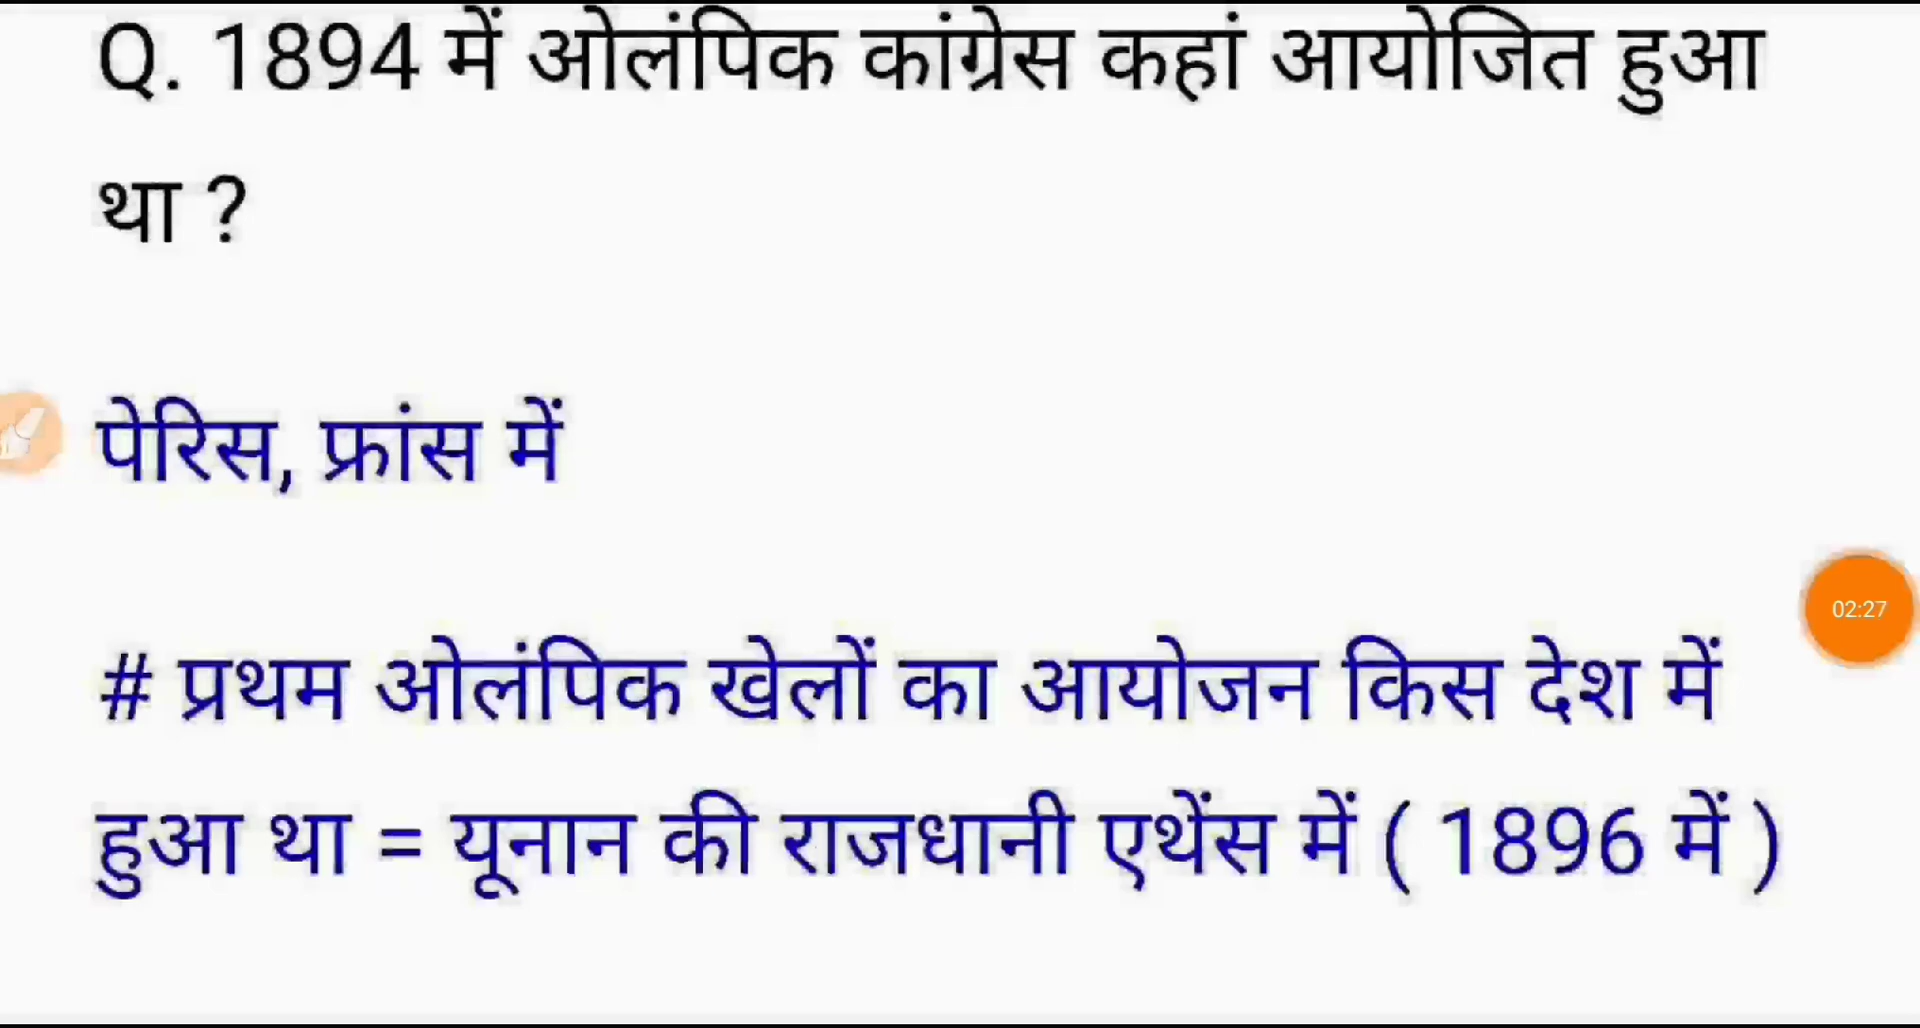 Q. 1894 में ओलंपिक कांग्रेस कहां आयोजित हुआ
था ?
पेरिस, फ्रांस में
# प्रथम ओलंपिक खेलों का आयोजन किस देश में
हुआ था = यूनान की राजधानी एथेंस में ( 1896 में )
02:27